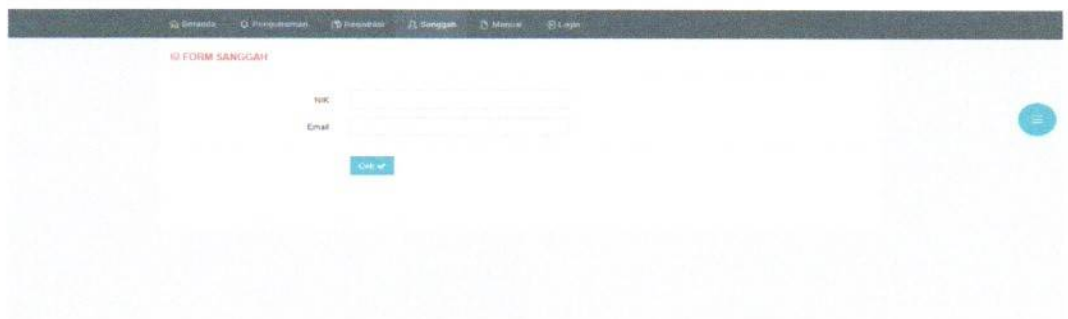 Beranda Pengumuman Registrasi Sanggah Manual Login
FORM SANGGAH
NIK
Email
Cek